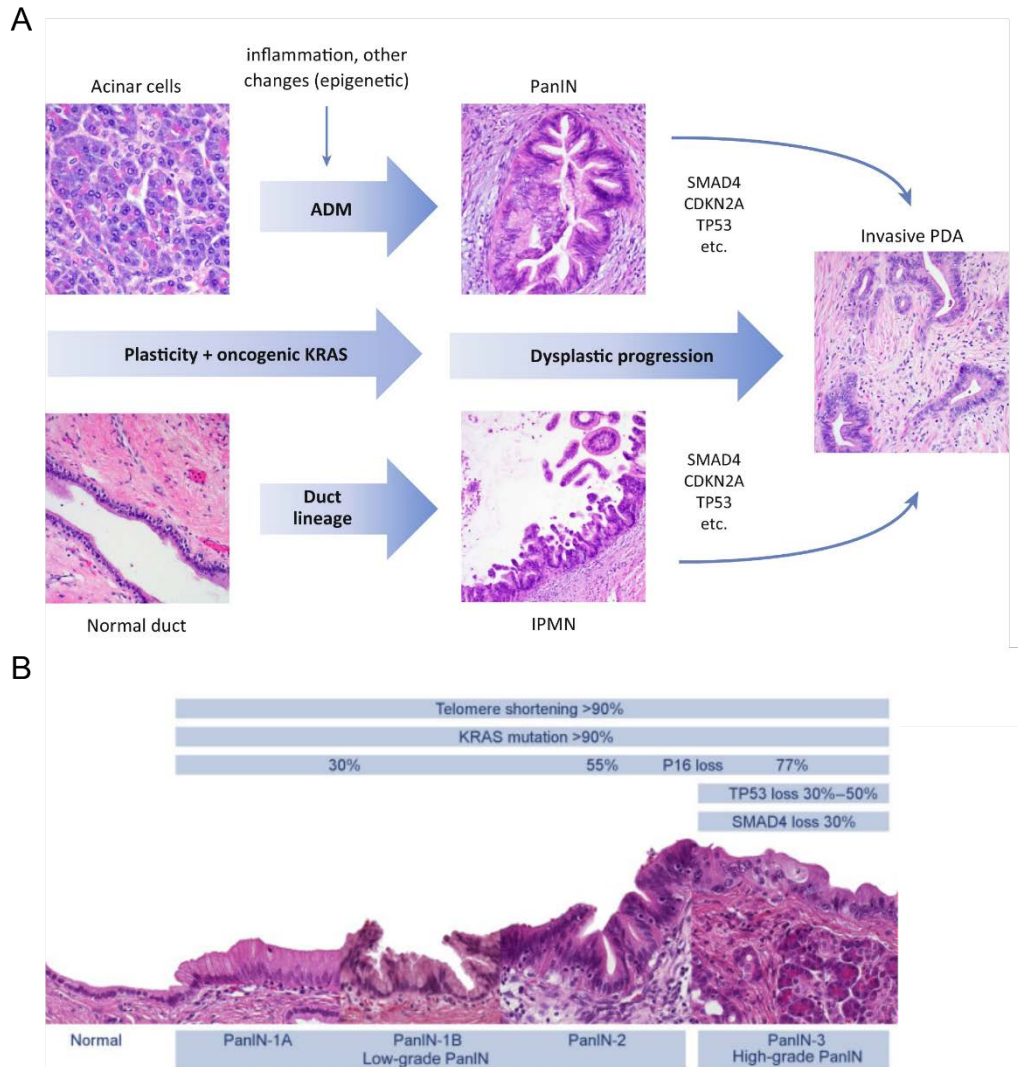 A
inflammation, other
changes (epigenetic)
Acinar cells
PanIN
ADM
SMAD4
CDKN2A
TP53
etc.
Invasive PDA
Plasticity + oncogenic KRAS
Dysplastic progression
Duct
lineage
SMAD4
CDKN2A
TP53
etc.
Normal duct
IPMN
B
Telomere shortening >90%
KRAS mutation >90%
30% 55% P16 loss 77%
TP53 loss 30%–50%
SMAD4 loss 30%
Normal PanIN-1A PanIN-1B PanIN-2 PanIN-3
Low-grade PanIN High-grade PanIN